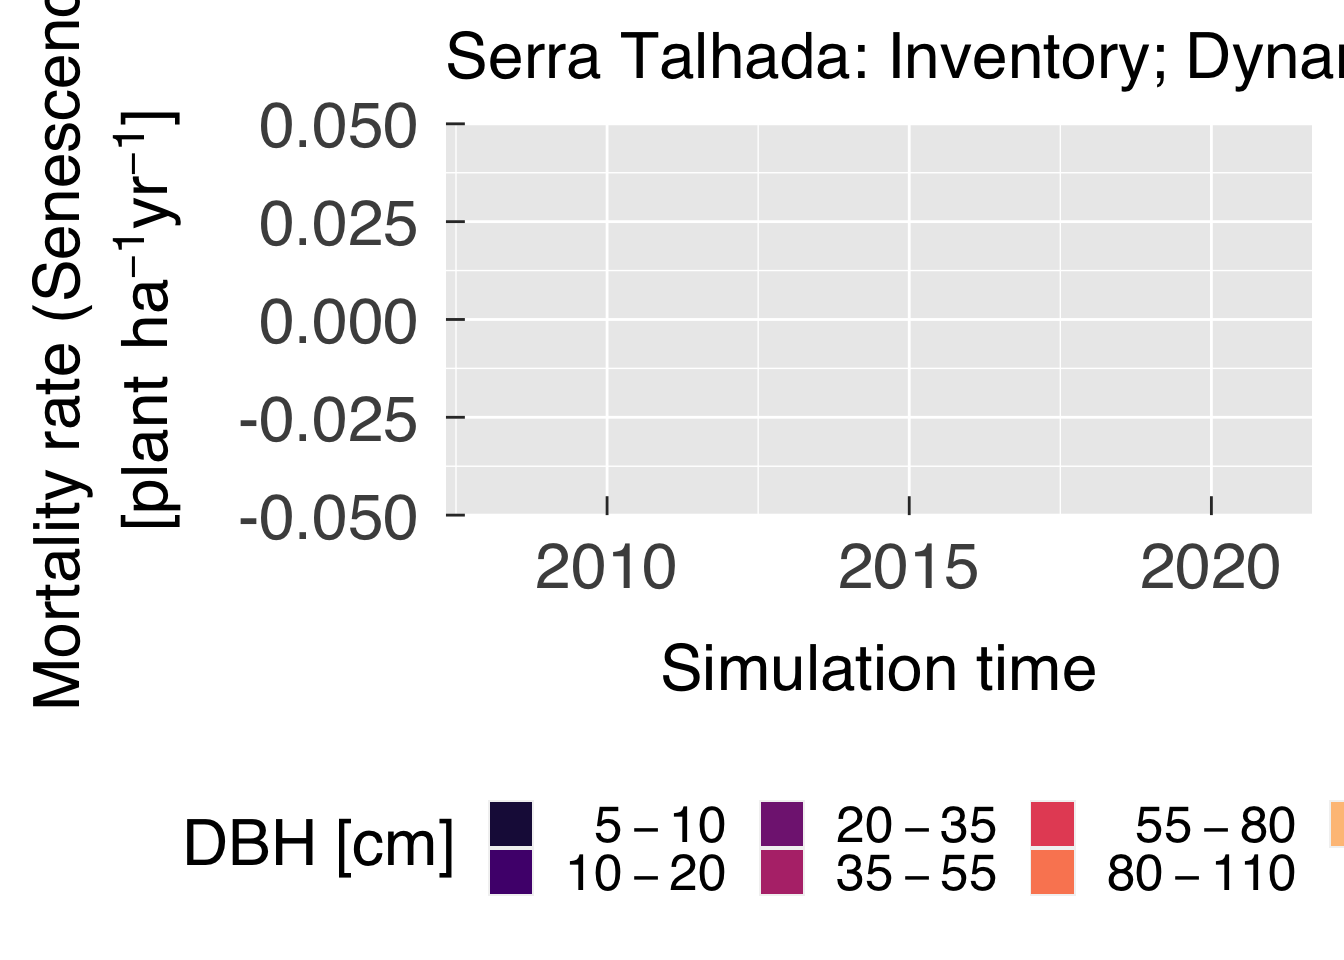 Serra Talhada: Inventory; Dynam
Mortality rate (Senescenc
[plant ha⁻¹yr⁻¹]
0.050
0.025
0.000
-0.025
-0.050
2010 2015 2020
Simulation time
DBH [cm]
5 – 10 20 – 35 55 – 80
10 – 20 35 – 55 80 – 110